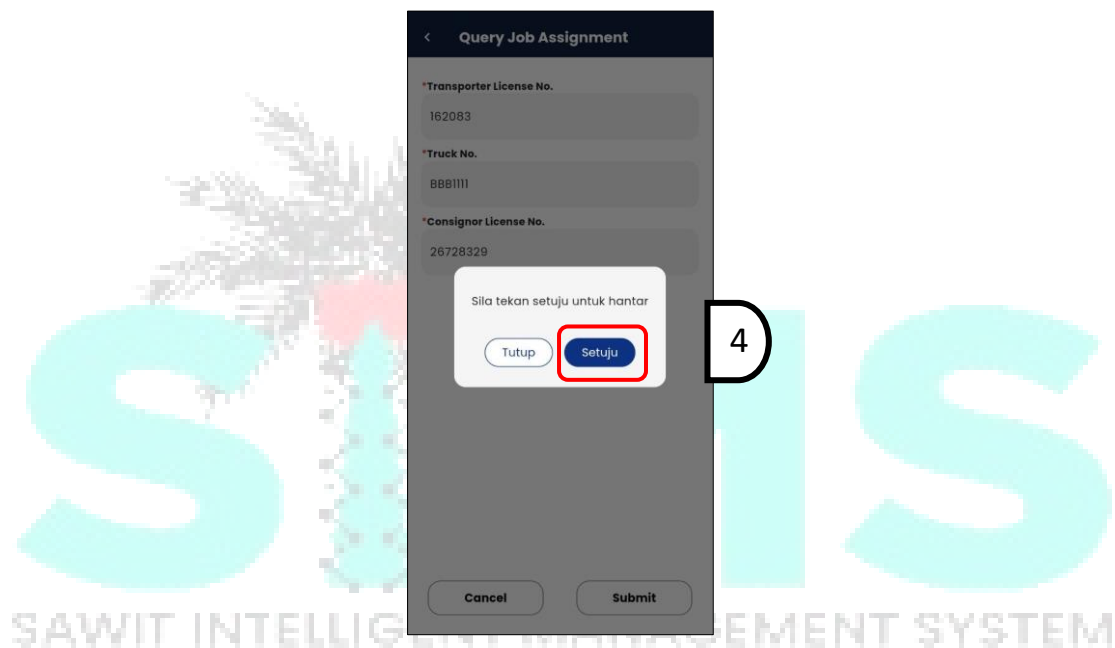 < Query Job Assignment
*Transporter License No.
162083
*Truck No.
BBB1111
*Consignor License No.
26728329
Sila tekan setuju untuk hantar
Tutup Setuju
4
Cancel Submit
SIMS
SAWIT INTELLIGENT MANAGEMENT SYSTEM